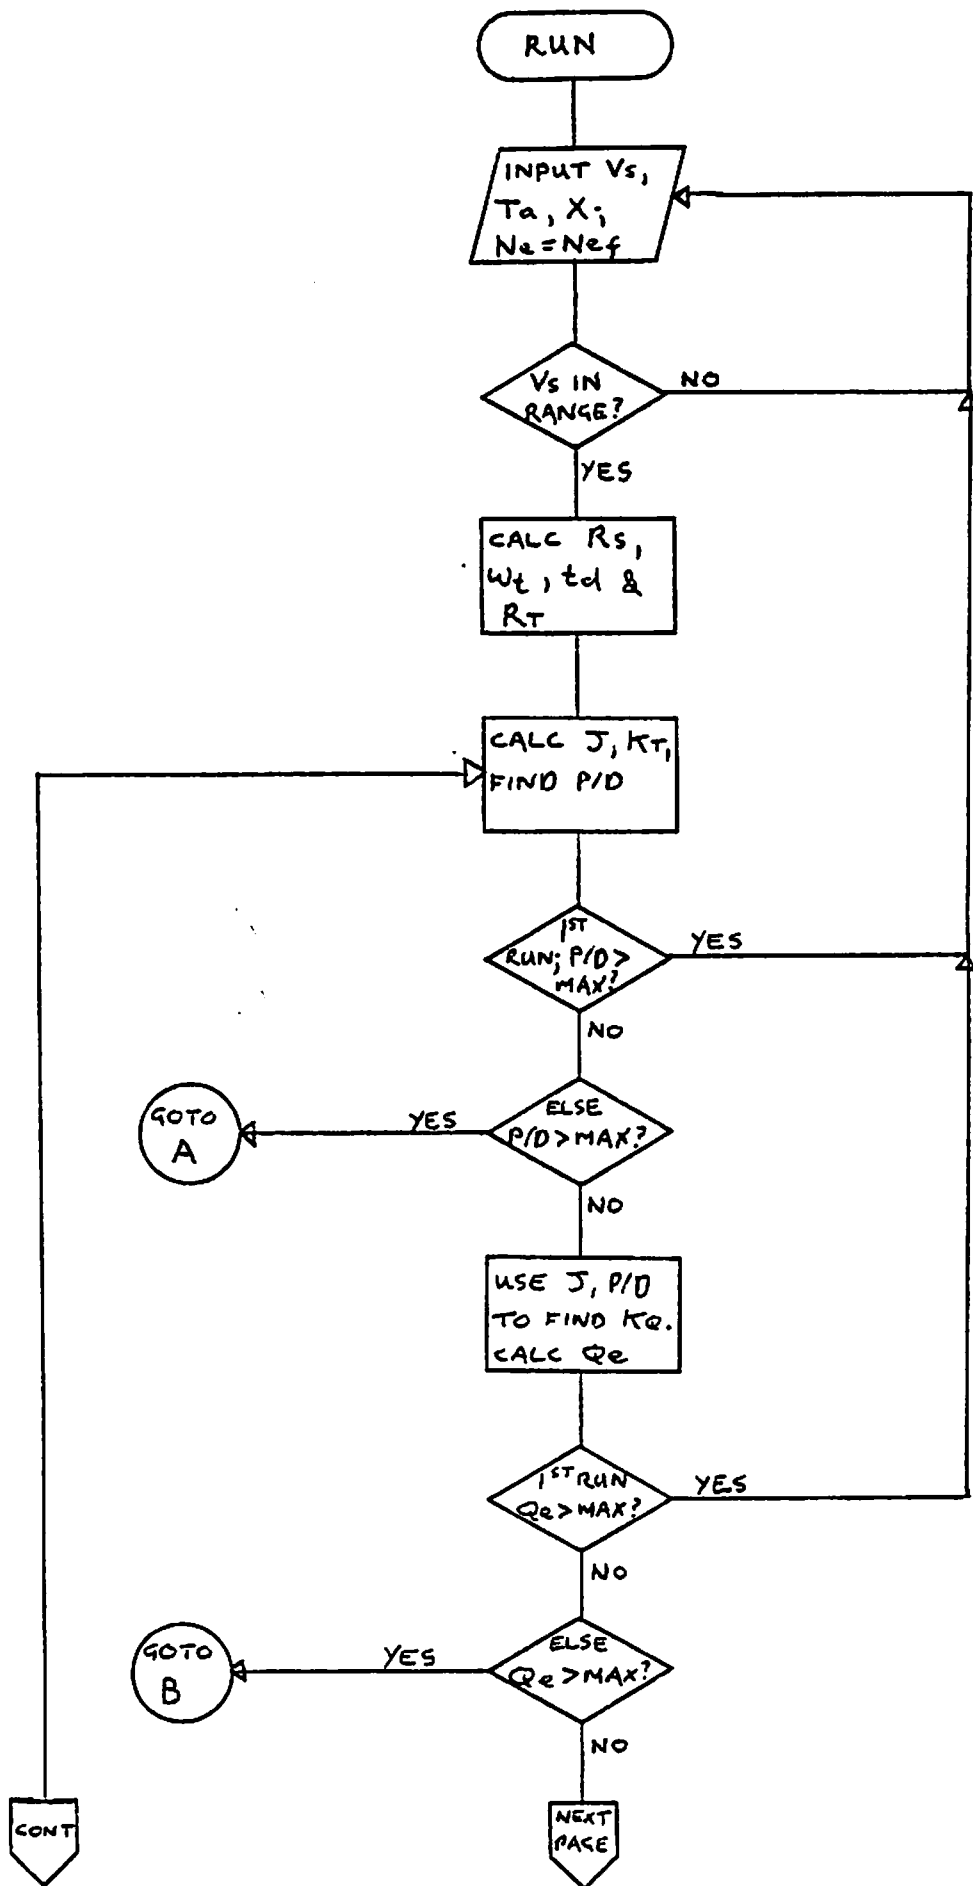 RUN
INPUT Vs,
Ta, X;
Ne=Nef
Vs IN
RANGE?
NO
YES
CALC Rs,
Wt, td &
RT
CALC J, KT,
FIND P/D
1ST
RUN; P/D >
MAX?
YES
NO
ELSE
P/D > MAX?
YES
GOTO
A
NO
USE J, P/D
TO FIND KQ.
CALC Qe
1ST RUN
Qe > MAX?
YES
NO
ELSE
Qe > MAX?
YES
GOTO
B
NO
CONT
NEXT
PAGE